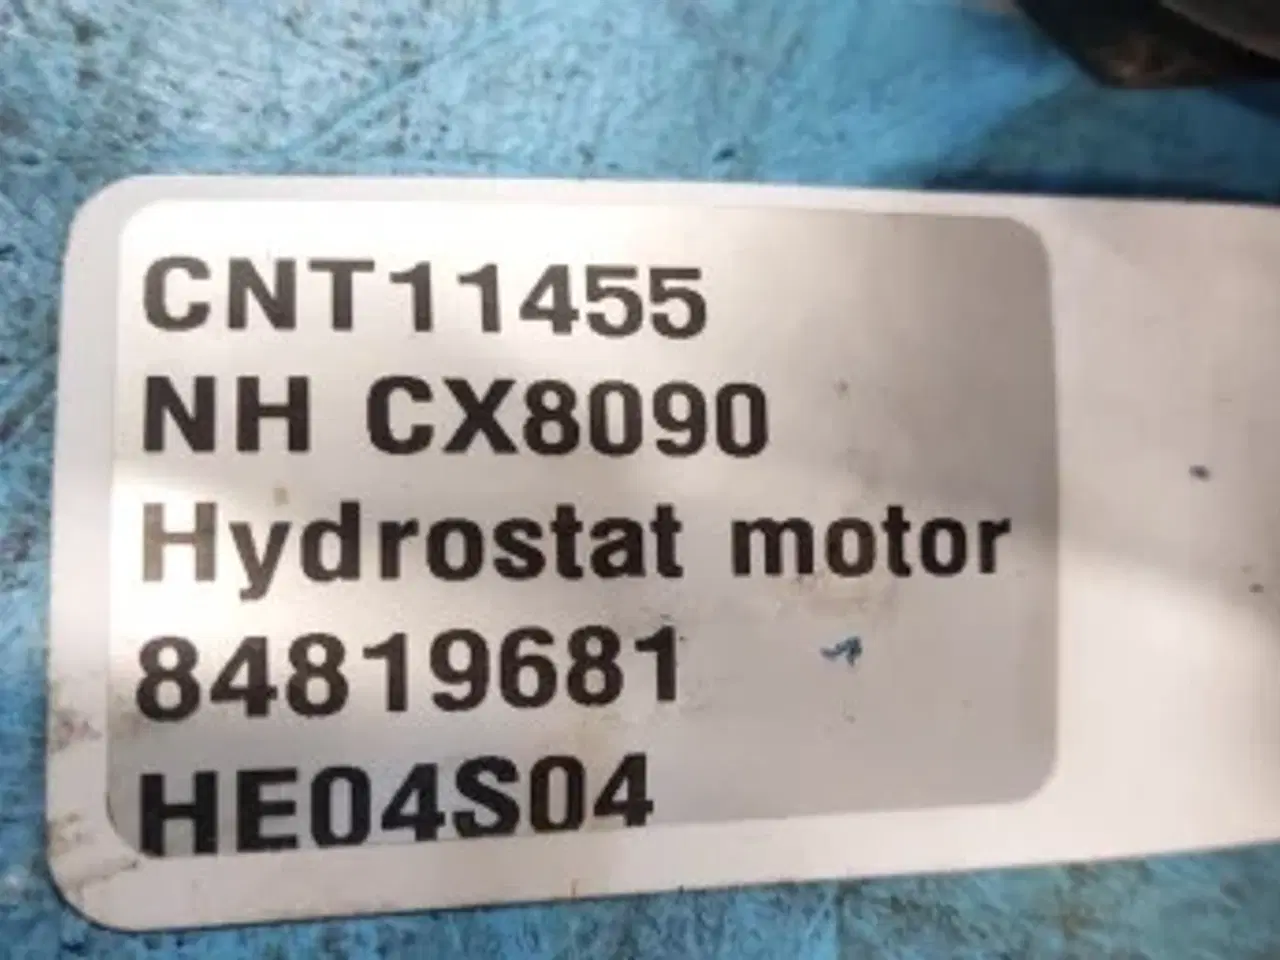 CNT11455
NH CX8090
Hydrostat motor
84819681
HE04S04